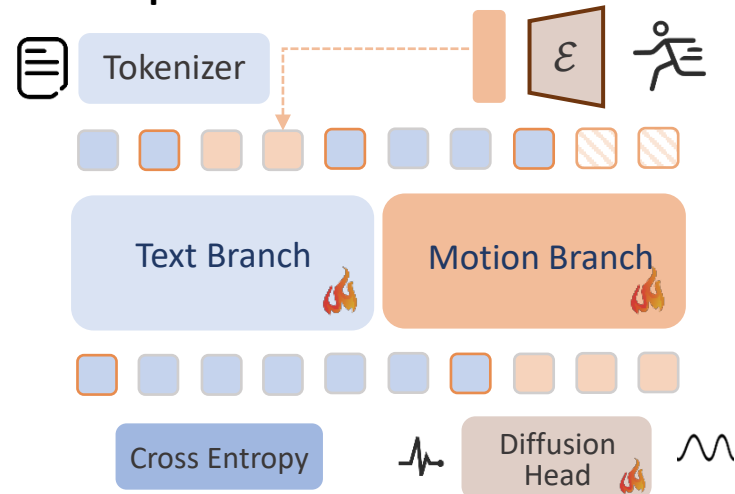 Tokenizer
ℰ
Text Branch
Motion Branch
Cross Entropy
Diffusion
Head